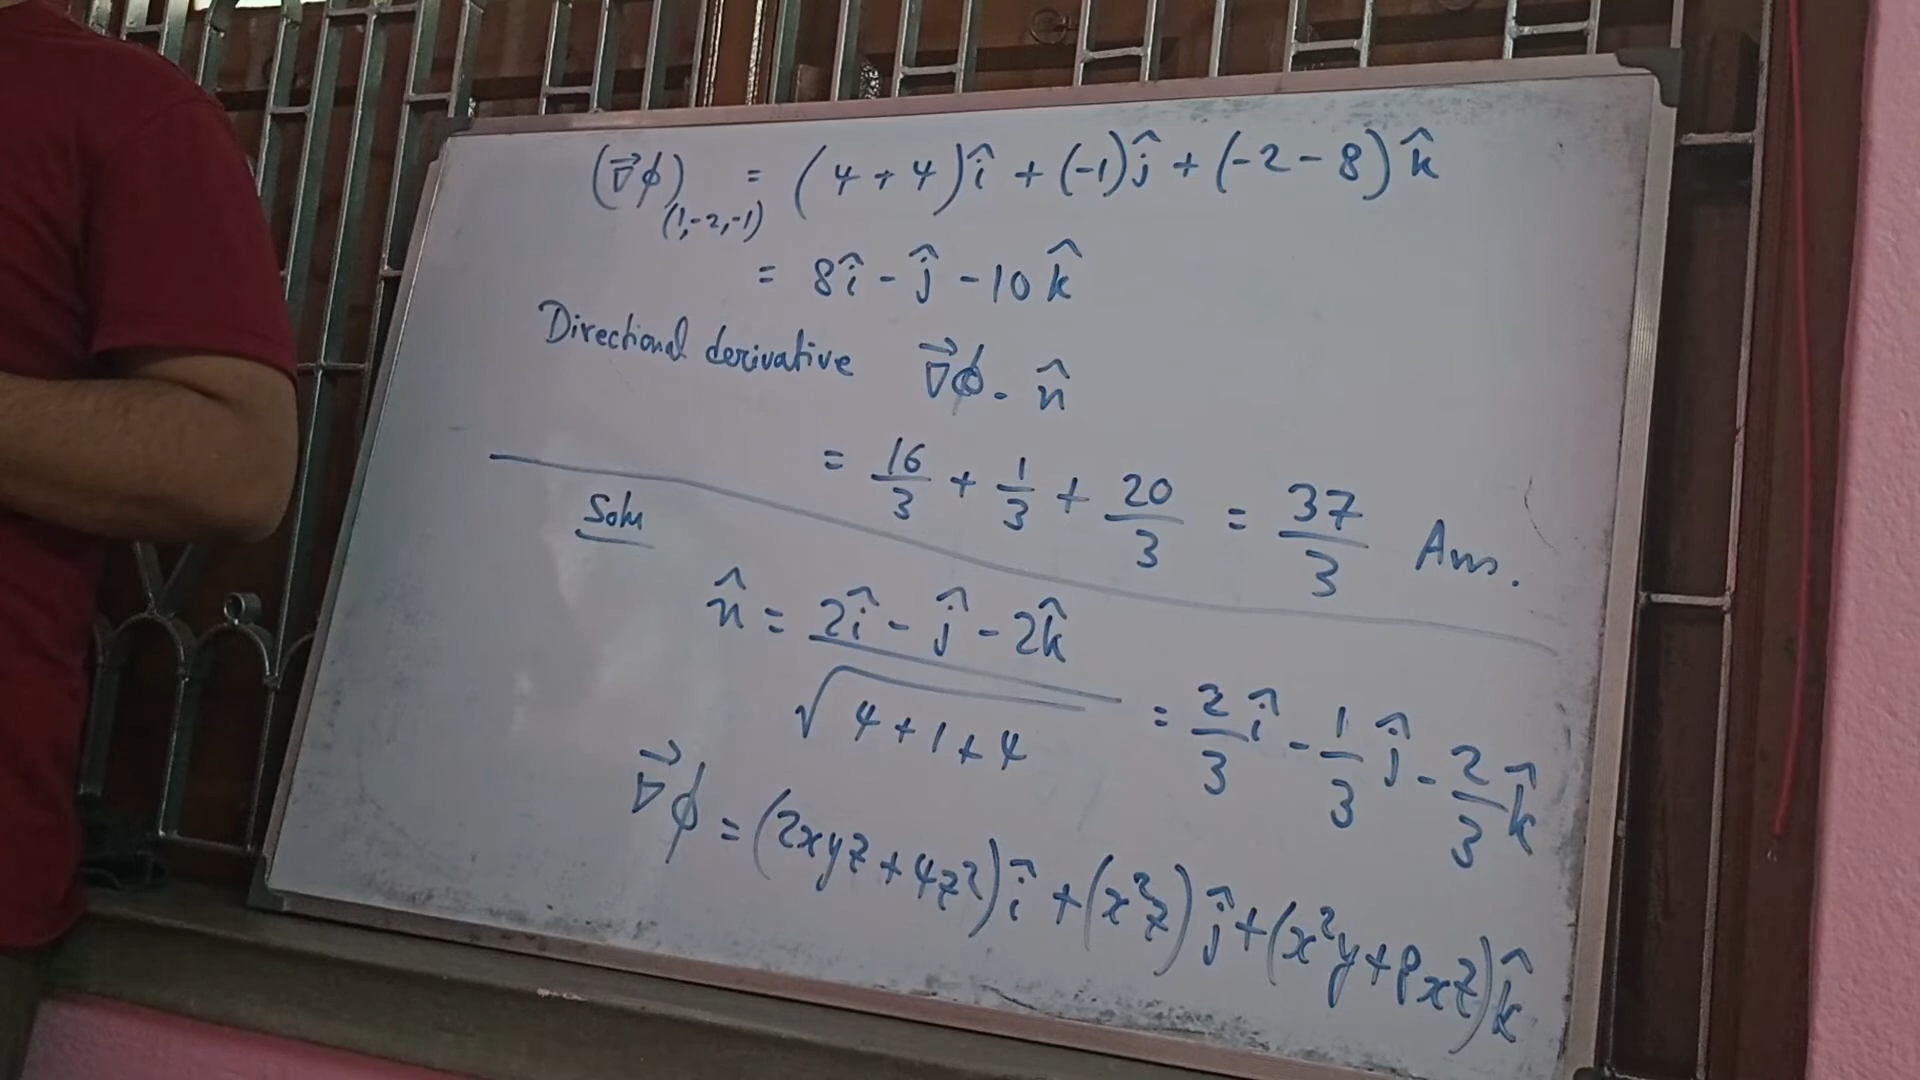 (∇⃗ϕ)(1,-2,-1) = (4+4)î + (-1)ĵ + (-2-8)k̂
= 8î - ĵ - 10k̂
Directional derivative ∇⃗ϕ. n̂
= 16/3 + 1/3 + 20/3 = 37/3 Ans.
Soln
n̂ = (2î - ĵ - 2k̂)/√(4+1+4) = 2/3 î - 1/3 ĵ - 2/3 k̂
∇⃗ϕ = (2xyz + 4z²)î + (x²z)ĵ + (x²y + 8xz)k̂